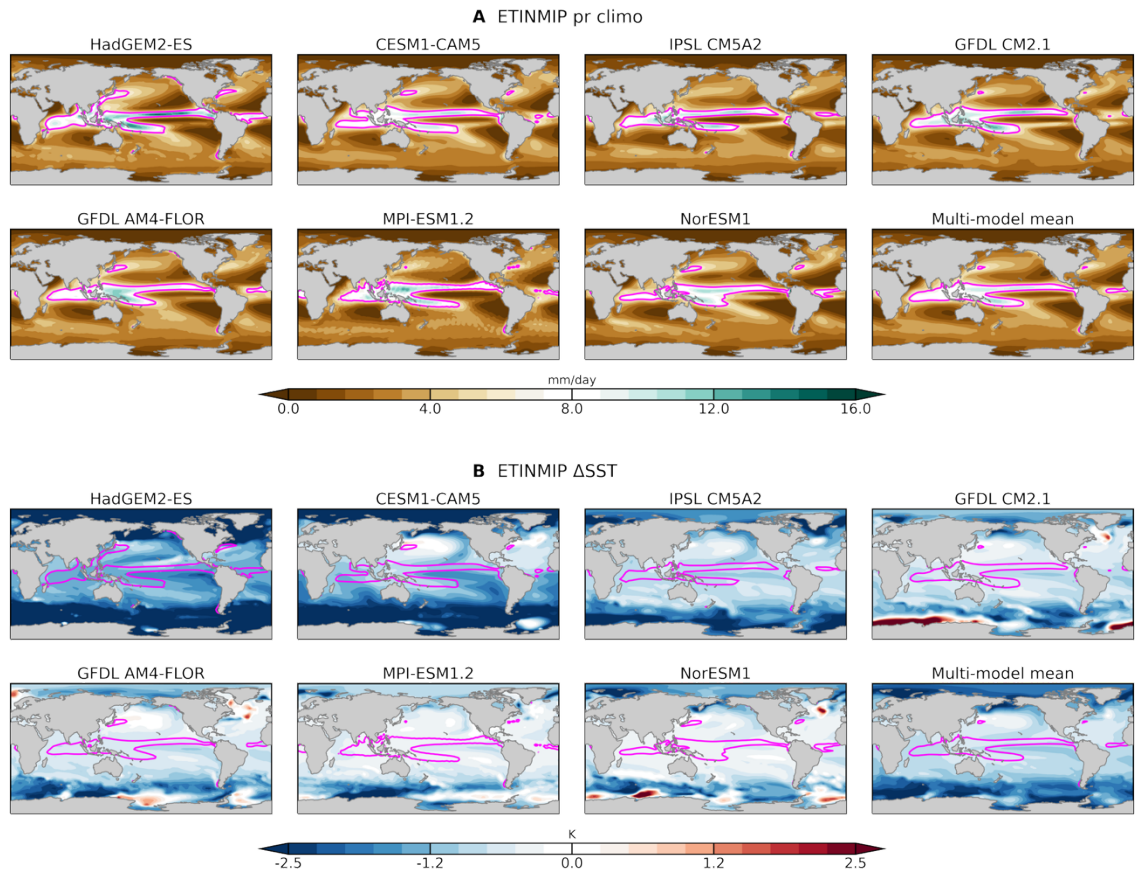 A ETINMIP pr climo
HadGEM2-ES CESM1-CAM5 IPSL CM5A2 GFDL CM2.1
GFDL AM4-FLOR MPI-ESM1.2 NorESM1 Multi-model mean
mm/day
0.0 4.0 8.0 12.0 16.0
B ETINMIP ΔSST
HadGEM2-ES CESM1-CAM5 IPSL CM5A2 GFDL CM2.1
GFDL AM4-FLOR MPI-ESM1.2 NorESM1 Multi-model mean
K
-2.5 -1.2 0.0 1.2 2.5